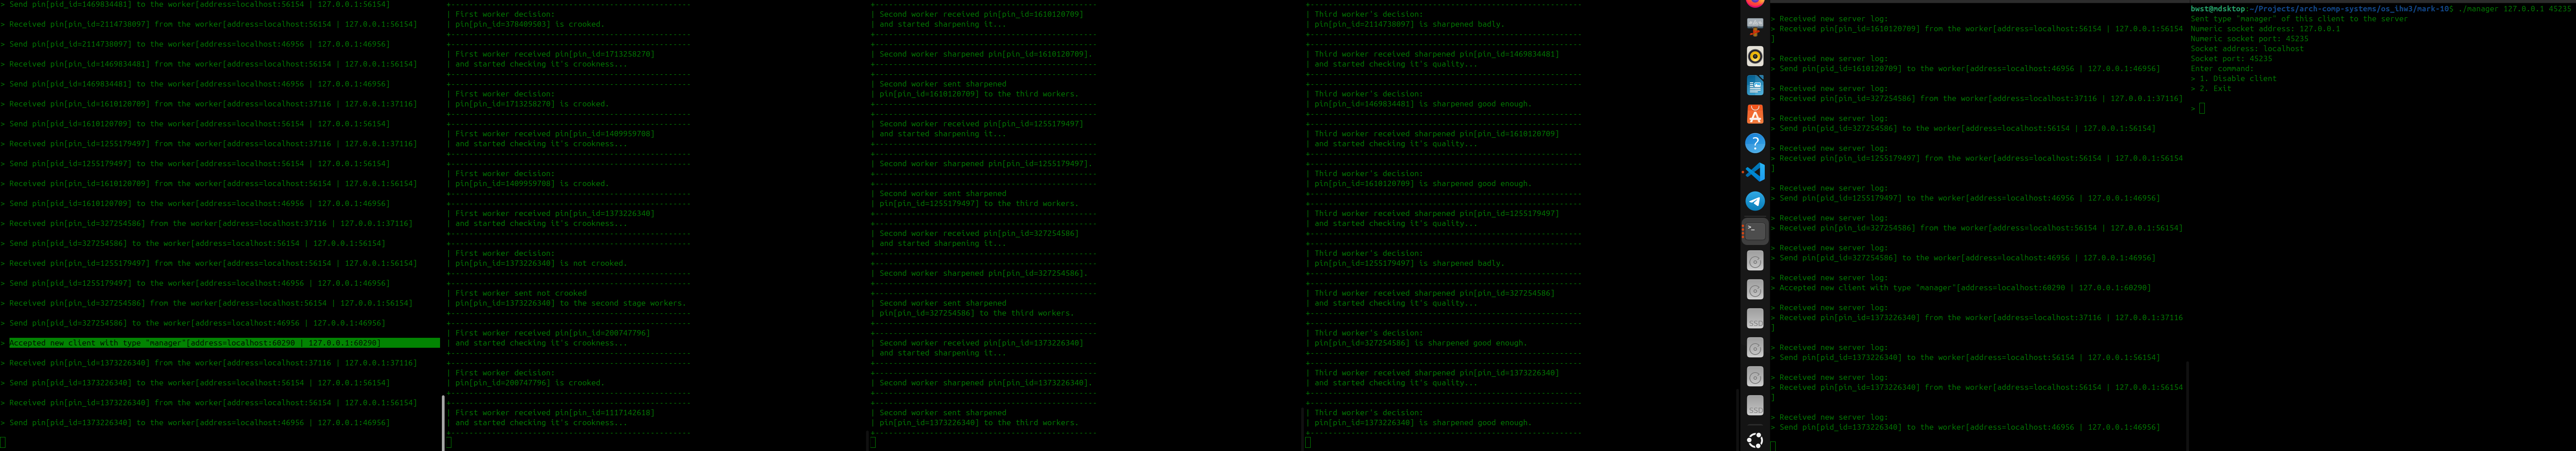 > Send pin[pid_id=1469834481] to the worker[address=localhost:56154 | 127.0.0.1:56154]
> Received pin[pin_id=2114738097] from the worker[address=localhost:56154 | 127.0.0.1:56154]
> Send pin[pid_id=2114738097] to the worker[address=localhost:46956 | 127.0.0.1:46956]
> Received pin[pin_id=1469834481] from the worker[address=localhost:56154 | 127.0.0.1:56154]
> Send pin[pid_id=1469834481] to the worker[address=localhost:46956 | 127.0.0.1:46956]
> Received pin[pin_id=1610120709] from the worker[address=localhost:37116 | 127.0.0.1:37116]
> Send pin[pid_id=1610120709] to the worker[address=localhost:56154 | 127.0.0.1:56154]
> Received pin[pin_id=1255179497] from the worker[address=localhost:37116 | 127.0.0.1:37116]
> Send pin[pid_id=1255179497] to the worker[address=localhost:56154 | 127.0.0.1:56154]
> Received pin[pin_id=1610120709] from the worker[address=localhost:56154 | 127.0.0.1:56154]
> Send pin[pid_id=1610120709] to the worker[address=localhost:46956 | 127.0.0.1:46956]
> Received pin[pin_id=327254586] from the worker[address=localhost:37116 | 127.0.0.1:37116]
> Send pin[pid_id=327254586] to the worker[address=localhost:56154 | 127.0.0.1:56154]
> Received pin[pin_id=1255179497] from the worker[address=localhost:56154 | 127.0.0.1:56154]
> Send pin[pid_id=1255179497] to the worker[address=localhost:46956 | 127.0.0.1:46956]
> Received pin[pin_id=327254586] from the worker[address=localhost:56154 | 127.0.0.1:56154]
> Send pin[pid_id=327254586] to the worker[address=localhost:46956 | 127.0.0.1:46956]
> Accepted new client with type "manager"[address=localhost:60290 | 127.0.0.1:60290]
> Received pin[pin_id=1373226340] from the worker[address=localhost:37116 | 127.0.0.1:37116]
> Send pin[pid_id=1373226340] to the worker[address=localhost:56154 | 127.0.0.1:56154]
> Received pin[pin_id=1373226340] from the worker[address=localhost:56154 | 127.0.0.1:56154]
> Send pin[pid_id=1373226340] to the worker[address=localhost:46956 | 127.0.0.1:46956]
| First worker decision:
| pin[pin_id=378409503] is crooked.
| First worker received pin[pin_id=1713258270]
| and started checking it's crookness...
| First worker decision:
| pin[pin_id=1713258270] is crooked.
| First worker received pin[pin_id=1409959708]
| and started checking it's crookness...
| First worker decision:
| pin[pin_id=1409959708] is crooked.
| First worker received pin[pin_id=1373226340]
| and started checking it's crookness...
| First worker decision:
| pin[pin_id=1373226340] is not crooked.
| First worker sent not crooked
| pin[pin_id=1373226340] to the second stage workers.
| First worker received pin[pin_id=200747796]
| and started checking it's crookness...
| First worker decision:
| pin[pin_id=200747796] is crooked.
| First worker received pin[pin_id=1117142618]
| and started checking it's crookness...
| Second worker received pin[pin_id=1610120709]
| and started sharpening it...
| Second worker sharpened pin[pin_id=1610120709].
| Second worker sent sharpened
| pin[pin_id=1610120709] to the third workers.
| Second worker received pin[pin_id=1255179497]
| and started sharpening it...
| Second worker sharpened pin[pin_id=1255179497].
| Second worker sent sharpened
| pin[pin_id=1255179497] to the third workers.
| Second worker received pin[pin_id=327254586]
| and started sharpening it...
| Second worker sharpened pin[pin_id=327254586].
| Second worker sent sharpened
| pin[pin_id=327254586] to the third workers.
| Second worker received pin[pin_id=1373226340]
| and started sharpening it...
| Second worker sharpened pin[pin_id=1373226340].
| Second worker sent sharpened
| pin[pin_id=1373226340] to the third workers.
| Third worker's decision:
| pin[pin_id=2114738097] is sharpened badly.
| Third worker received sharpened pin[pin_id=1469834481]
| and started checking it's quality...
| Third worker's decision:
| pin[pin_id=1469834481] is sharpened good enough.
| Third worker received sharpened pin[pin_id=1610120709]
| and started checking it's quality...
| Third worker's decision:
| pin[pin_id=1610120709] is sharpened good enough.
| Third worker received sharpened pin[pin_id=1255179497]
| and started checking it's quality...
| Third worker's decision:
| pin[pin_id=1255179497] is sharpened badly.
| Third worker received sharpened pin[pin_id=327254586]
| and started checking it's quality...
| Third worker's decision:
| pin[pin_id=327254586] is sharpened good enough.
| Third worker received sharpened pin[pin_id=1373226340]
| and started checking it's quality...
| Third worker's decision:
| pin[pin_id=1373226340] is sharpened good enough.
SSD
SSD
> Received new server log:
> Received pin[pin_id=1610120709] from the worker[address=localhost:56154 | 127.0.0.1:56154
]
> Received new server log:
> Send pin[pid_id=1610120709] to the worker[address=localhost:46956 | 127.0.0.1:46956]
> Received new server log:
> Received pin[pin_id=327254586] from the worker[address=localhost:37116 | 127.0.0.1:37116]
> Received new server log:
> Send pin[pid_id=327254586] to the worker[address=localhost:56154 | 127.0.0.1:56154]
> Received new server log:
> Received pin[pin_id=1255179497] from the worker[address=localhost:56154 | 127.0.0.1:56154
]
> Received new server log:
> Send pin[pid_id=1255179497] to the worker[address=localhost:46956 | 127.0.0.1:46956]
> Received new server log:
> Received pin[pin_id=327254586] from the worker[address=localhost:56154 | 127.0.0.1:56154]
> Received new server log:
> Send pin[pid_id=327254586] to the worker[address=localhost:46956 | 127.0.0.1:46956]
> Received new server log:
> Accepted new client with type "manager"[address=localhost:60290 | 127.0.0.1:60290]
> Received new server log:
> Received pin[pin_id=1373226340] from the worker[address=localhost:37116 | 127.0.0.1:37116
]
> Received new server log:
> Send pin[pid_id=1373226340] to the worker[address=localhost:56154 | 127.0.0.1:56154]
> Received new server log:
> Received pin[pin_id=1373226340] from the worker[address=localhost:56154 | 127.0.0.1:56154
]
> Received new server log:
> Send pin[pid_id=1373226340] to the worker[address=localhost:46956 | 127.0.0.1:46956]
bwst@mdsktop:~/Projects/arch-comp-systems/os_ihw3/mark-10$ ./manager 127.0.0.1 45235
Sent type "manager" of this client to the server
Numeric socket address: 127.0.0.1
Numeric socket port: 45235
Socket address: localhost
Socket port: 45235
Enter command:
> 1. Disable client
> 2. Exit
>